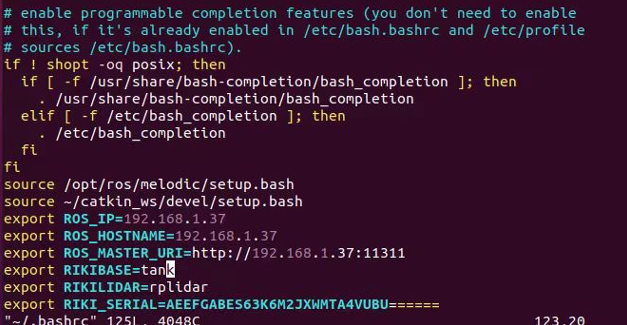 # enable programmable completion features (you don't need to enable
# this, if it's already enabled in /etc/bash.bashrc and /etc/profile
# sources /etc/bash.bashrc).
if ! shopt -oq posix; then
  if [ -f /usr/share/bash-completion/bash_completion ]; then
    . /usr/share/bash-completion/bash_completion
  elif [ -f /etc/bash_completion ]; then
    . /etc/bash_completion
  fi
fi
source /opt/ros/melodic/setup.bash
source ~/catkin_ws/devel/setup.bash
export ROS_IP=192.168.1.37
export ROS_HOSTNAME=192.168.1.37
export ROS_MASTER_URI=http://192.168.1.37:11311
export RIKIBASE=tank
export RIKILIDAR=rplidar
export RIKI_SERIAL=AEEFGABES63K6M2JXWMTA4VUBU======
"~/.bashrc" 125L, 4048C 123,20